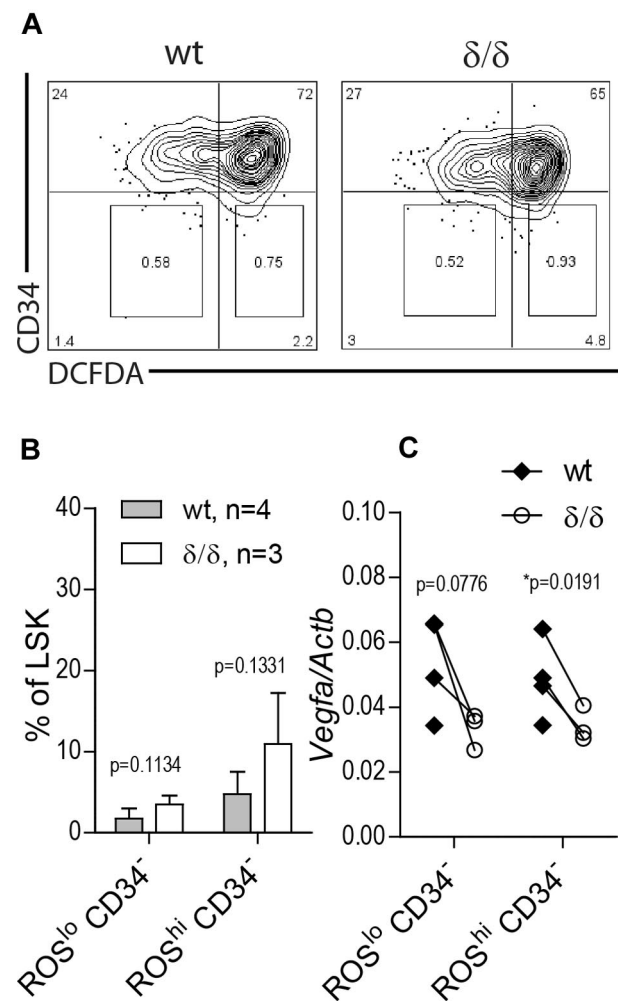 A
wt
δ/δ
24
72
27
65
0.58
0.75
0.52
0.93
1.4
2.2
3
4.8
CD34
DCFDA
B
40
30
20
10
0
% of LSK
wt, n=4
δ/δ, n=3
p=0.1134
p=0.1331
ROSˡᵒ CD34⁻
ROSʰⁱ CD34⁻
C
wt
δ/δ
0.10
0.08
0.06
0.04
0.02
0.00
Vegfa/Actb
p=0.0776
*p=0.0191
ROSˡᵒ CD34⁻
ROSʰⁱ CD34⁻